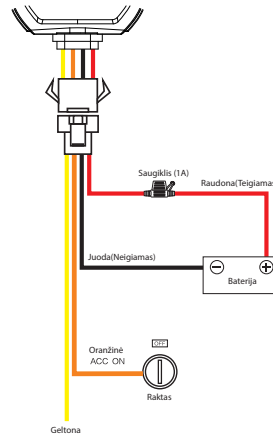 Saugiklis (1A)
Raudona(Teigiamas
Juoda(Neigiamas)
Baterija
OFF
Oranžinė
ACC ON
Raktas
Geltona